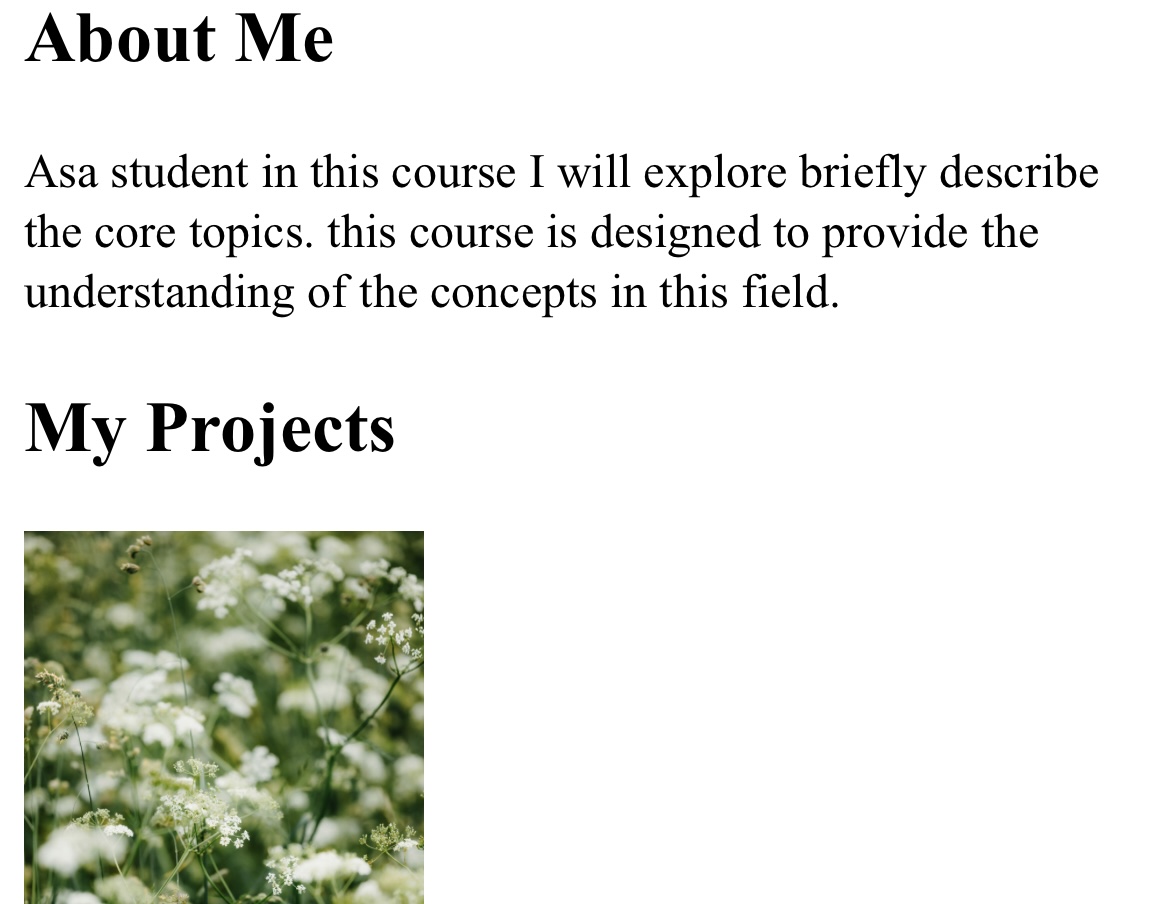 About Me
Asa student in this course I will explore briefly describe
the core topics. this course is designed to provide the
understanding of the concepts in this field.
My Projects